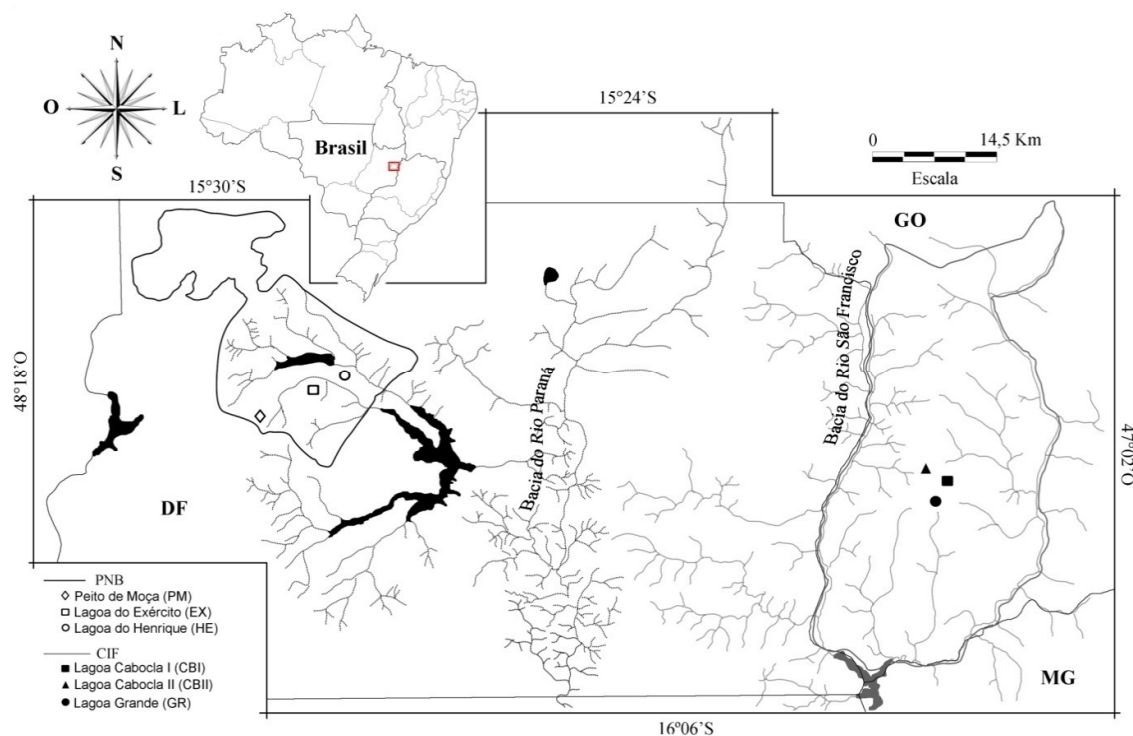 N
O
L
S
Brasil
15°24'S
0
14,5 Km
Escala
15°30'S
GO
48°18'O
Bacia do Rio Paraná
Bacia do Rio São Francisco
47°02'O
DF
MG
PNB
Peito de Moça (PM)
Lagoa do Exército (EX)
Lagoa do Henrique (HE)
CIF
Lagoa Cabocla I (CBI)
Lagoa Cabocla II (CBII)
Lagoa Grande (GR)
16º06'S